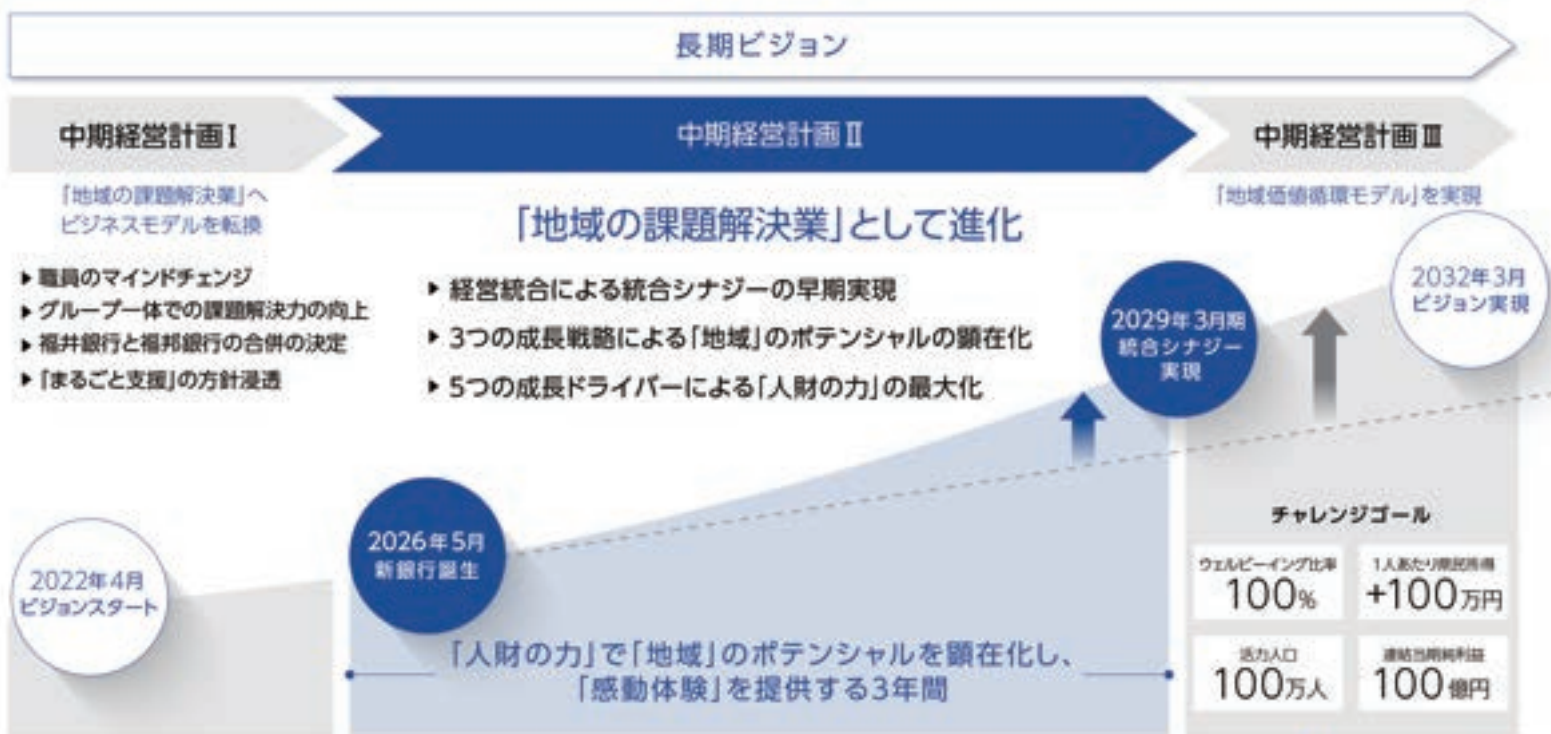 長期ビジョン
中期経営計画Ⅰ
中期経営計画Ⅱ
中期経営計画Ⅲ
「地域の課題解決業」へ
ビジネスモデルを転換
▶ 職員のマインドチェンジ
▶ グループ一体での課題解決力の向上
▶ 福井銀行と福邦銀行の合併の決定
▶ 「まるごと支援」の方針浸透
「地域の課題解決業」として進化
▶ 経営統合による統合シナジーの早期実現
▶ 3つの成長戦略による「地域」のポテンシャルの顕在化
▶ 5つの成長ドライバーによる「人財の力」の最大化
「地域価値循環モデル」を実現
2032年3月
ビジョン実現
2029年3月期
統合シナジー
実現
2026年5月
新銀行誕生
2022年4月
ビジョンスタート
「人財の力」で「地域」のポテンシャルを顕在化し、
「感動体験」を提供する3年間
チャレンジゴール
ウェルビーイング比率
100%
1人あたり県民所得
+100万円
活力人口
100万人
連結当期純利益
100億円